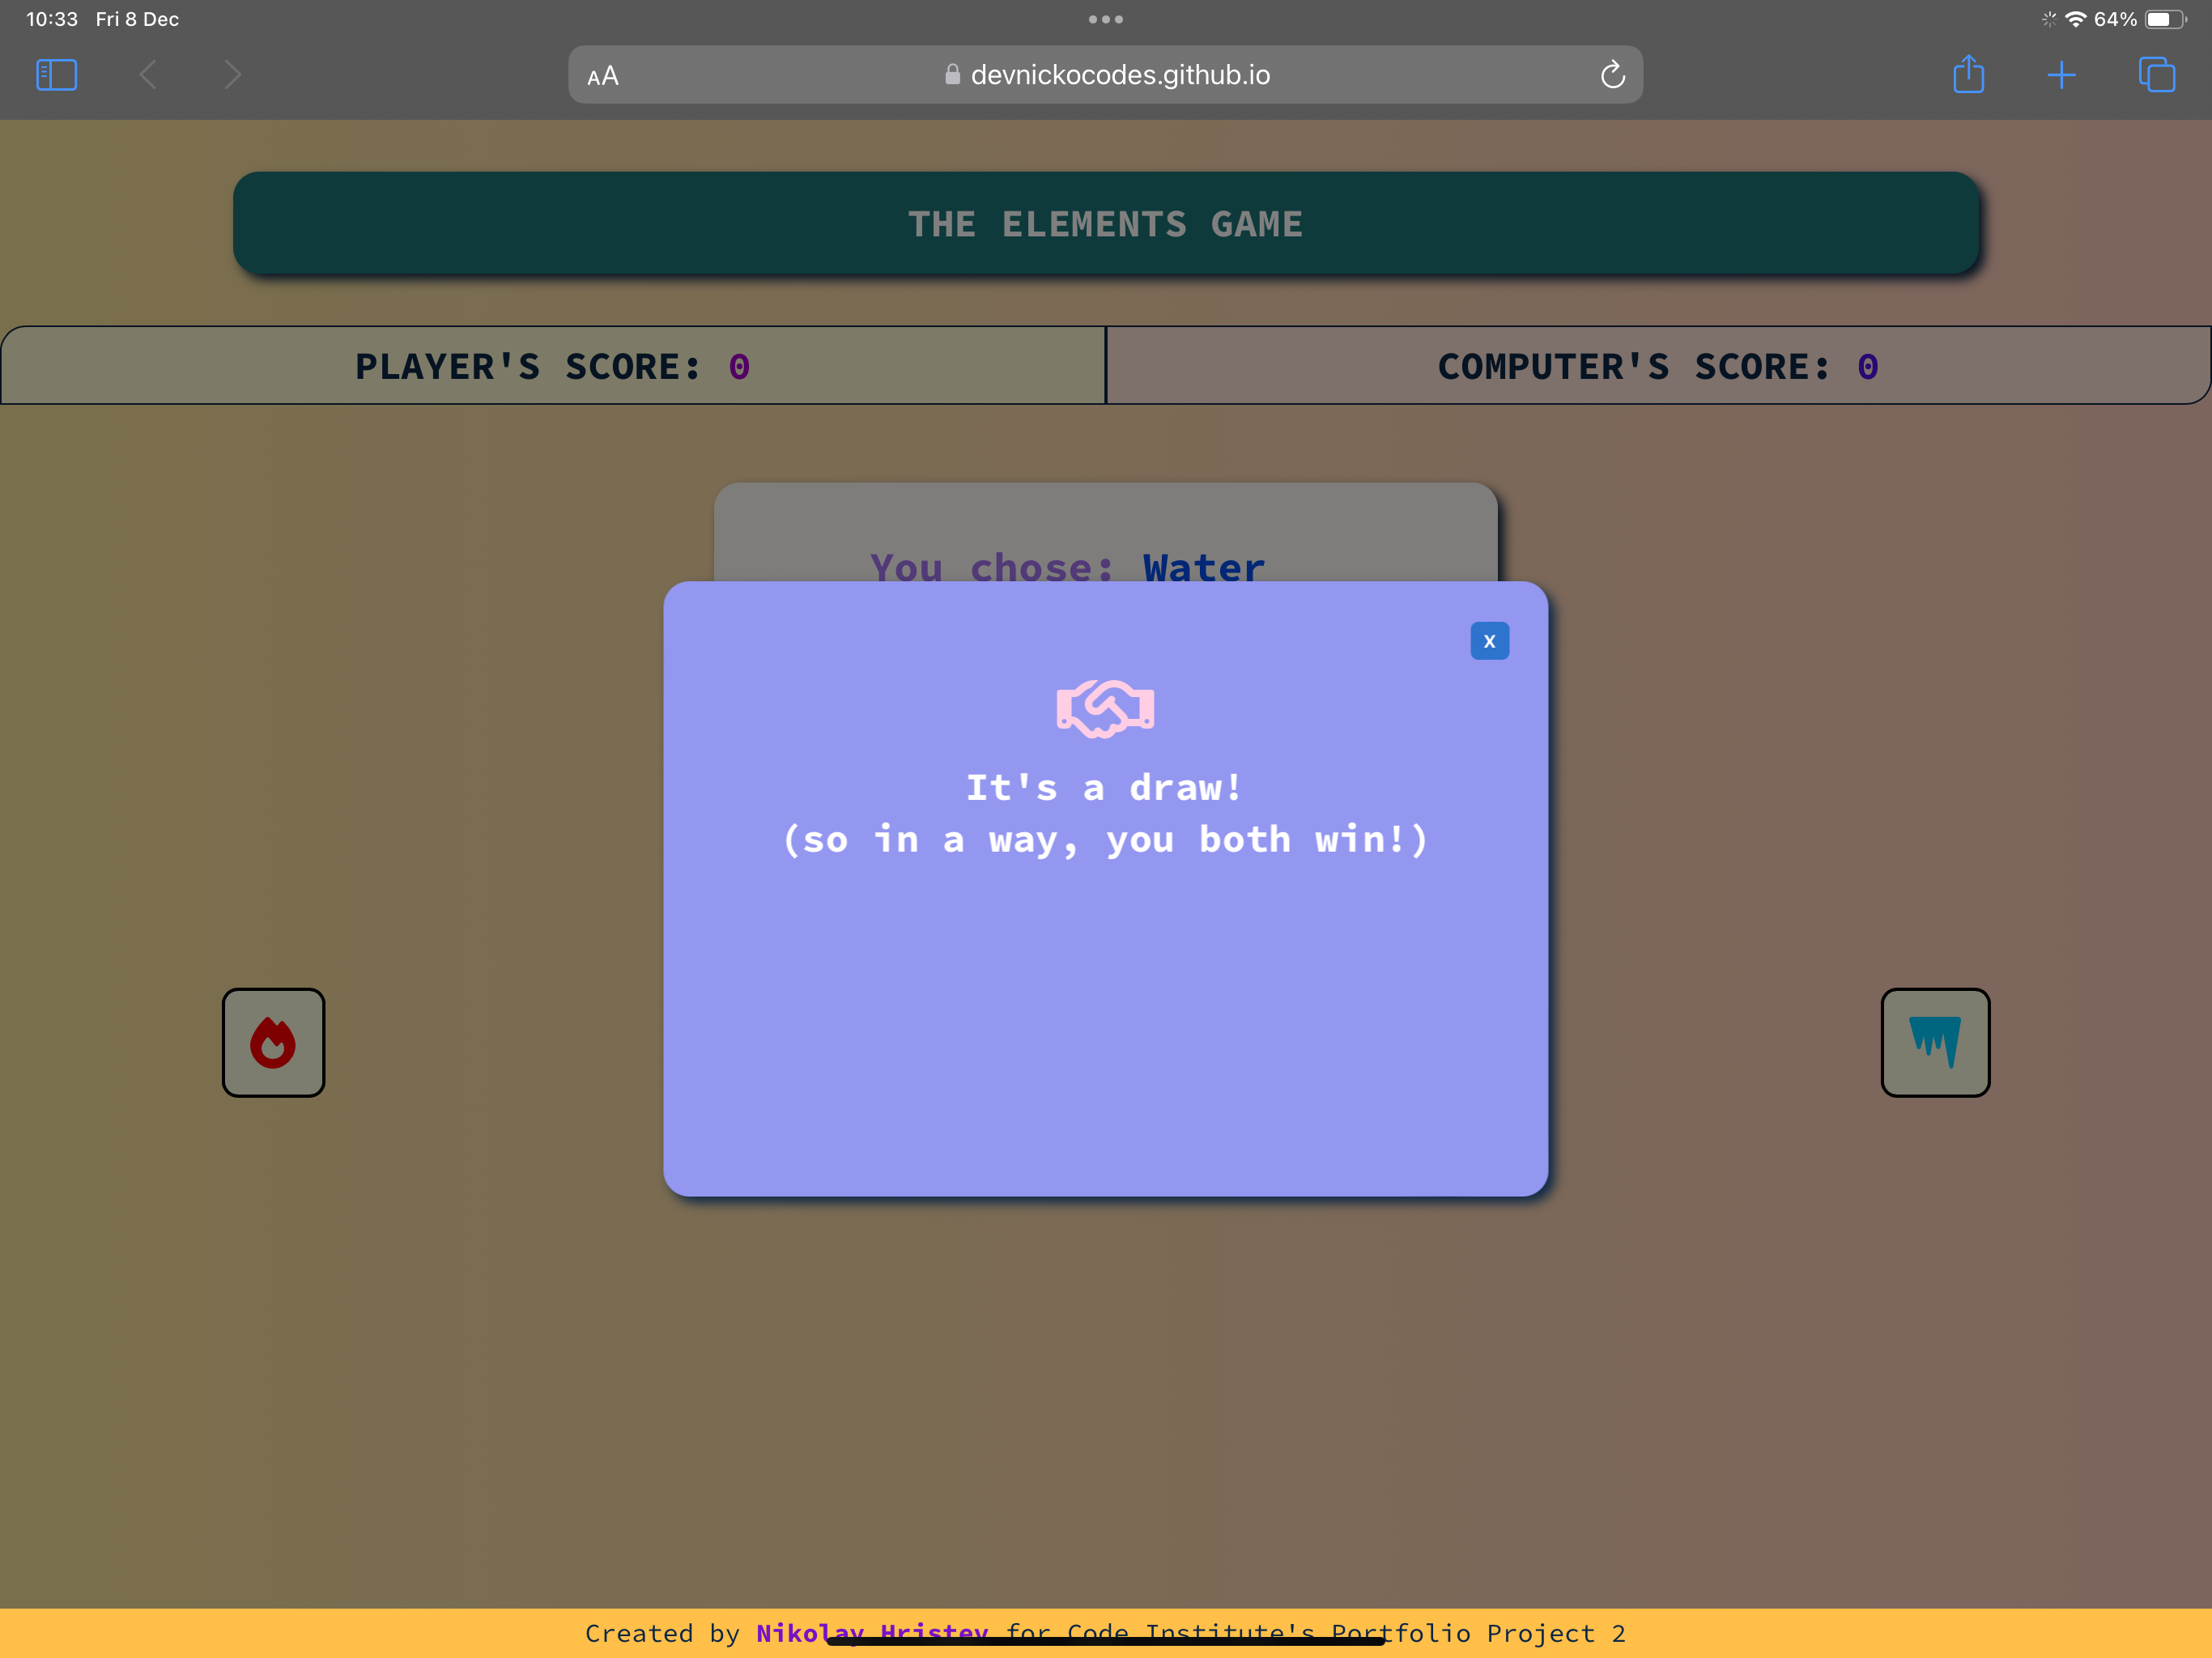 10:33 Fri 8 Dec
64%
AA
devnickocodes.github.io
THE ELEMENTS GAME
PLAYER'S SCORE: 0
COMPUTER'S SCORE: 0
You chose: Water
x
It's a draw!
(so in a way, you both win!)
Created by Nikolay Hristev for Code Institute's Portfolio Project 2